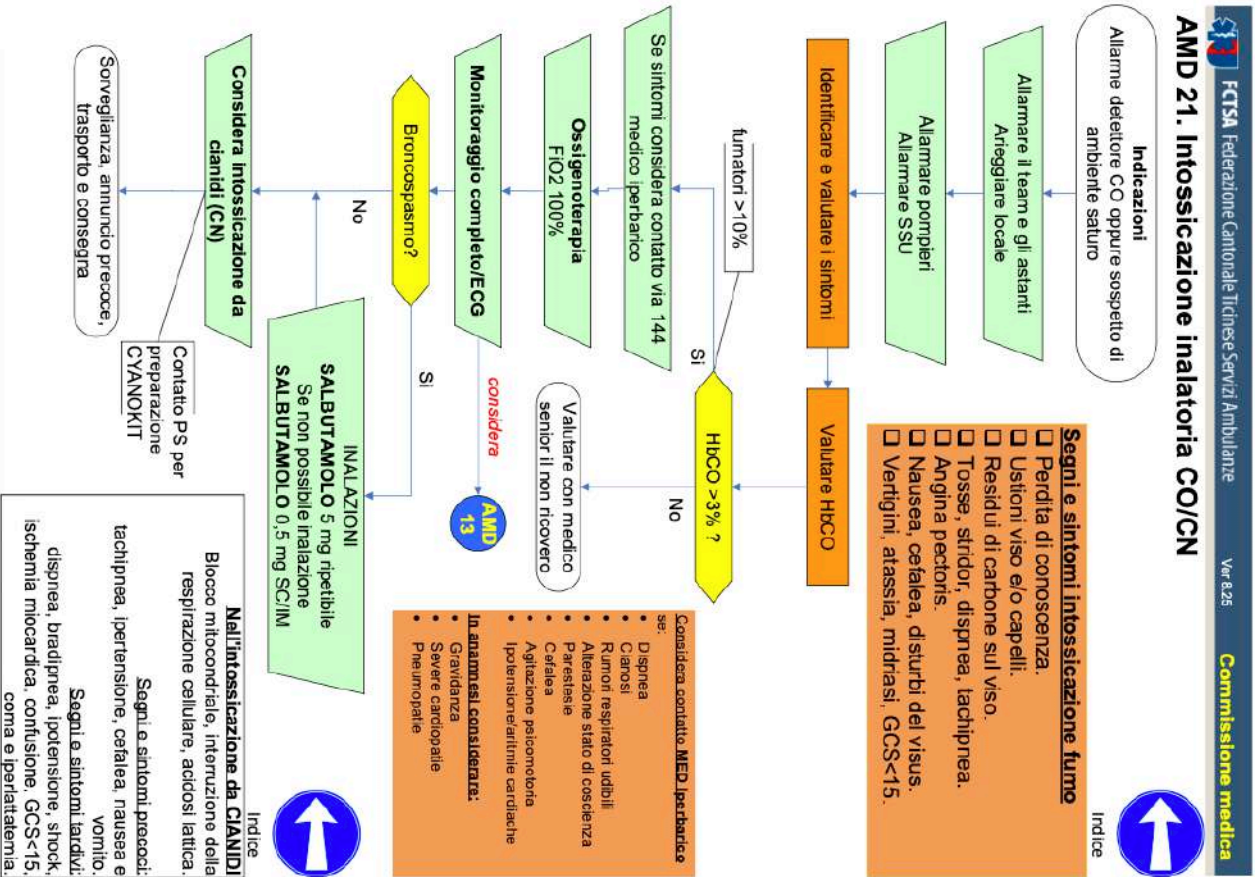 FCTSA Federazione Cantonale Ticinese Servizi Ambulanze
Ver 8.25
Commissione medica
AMD 21. Intossicazione inalatoria CO/CN
Indice
Indicazioni
Allarme detettore CO oppure sospetto di
ambiente saturo
Allarmare il team e gli astanti
Arieggiare locale
Allarmare pompieri
Allarmare SSU
Identificare e valutare i sintomi
Valutare HbCO
Segni e sintomi intossicazione fumo
❑ Perdita di conoscenza.
❑ Ustioni viso e/o capelli.
❑ Residui di carbone sul viso.
❑ Tosse, stridor, dispnea, tachipnea.
❑ Angina pectoris.
❑ Nausea, cefalea, disturbi del visus.
❑ Vertigini, atassia, midriasi, GCS<15.
HbCO >3% ?
Si
No
fumatori >10%
Se sintomi considera contatto via 144
medico iperbarico
Valutare con medico
senior il non ricovero
Ossigenoterapia
FiO2 100%
Monitoraggio completo/ECG
considera
AMD
13
Considera contatto MED Iperbarico
se:
• Dispnea
• Cianosi
• Rumori respiratori udibili
• Alterazione stato di coscienza
• Parestesie
• Cefalea
• Agitazione psicomotoria
• Ipotensione/aritmie cardiache
In anamnesi considerare:
• Gravidanza
• Severe cardiopatie
• Pneumopatie
Broncospasmo?
Si
No
INALAZIONI
SALBUTAMOLO 5 mg ripetibile
Se non possibile inalazione
SALBUTAMOLO 0,5 mg SC/IM
Considera intossicazione da
cianidi (CN)
Contatto PS per
preparazione
CYANOKIT
Sorveglianza, annuncio precoce,
trasporto e consegna
Indice
Nell'intossicazione da CIANIDI
Blocco mitocondriale, interruzione della
respirazione cellulare, acidosi lattica.
Segni e sintomi precoci:
tachipnea, ipertensione, cefalea, nausea e
vomito.
Segni e sintomi tardivi:
dispnea, bradipnea, ipotensione, shock,
ischemia miocardica, confusione, GCS<15,
coma e iperlattatemia.